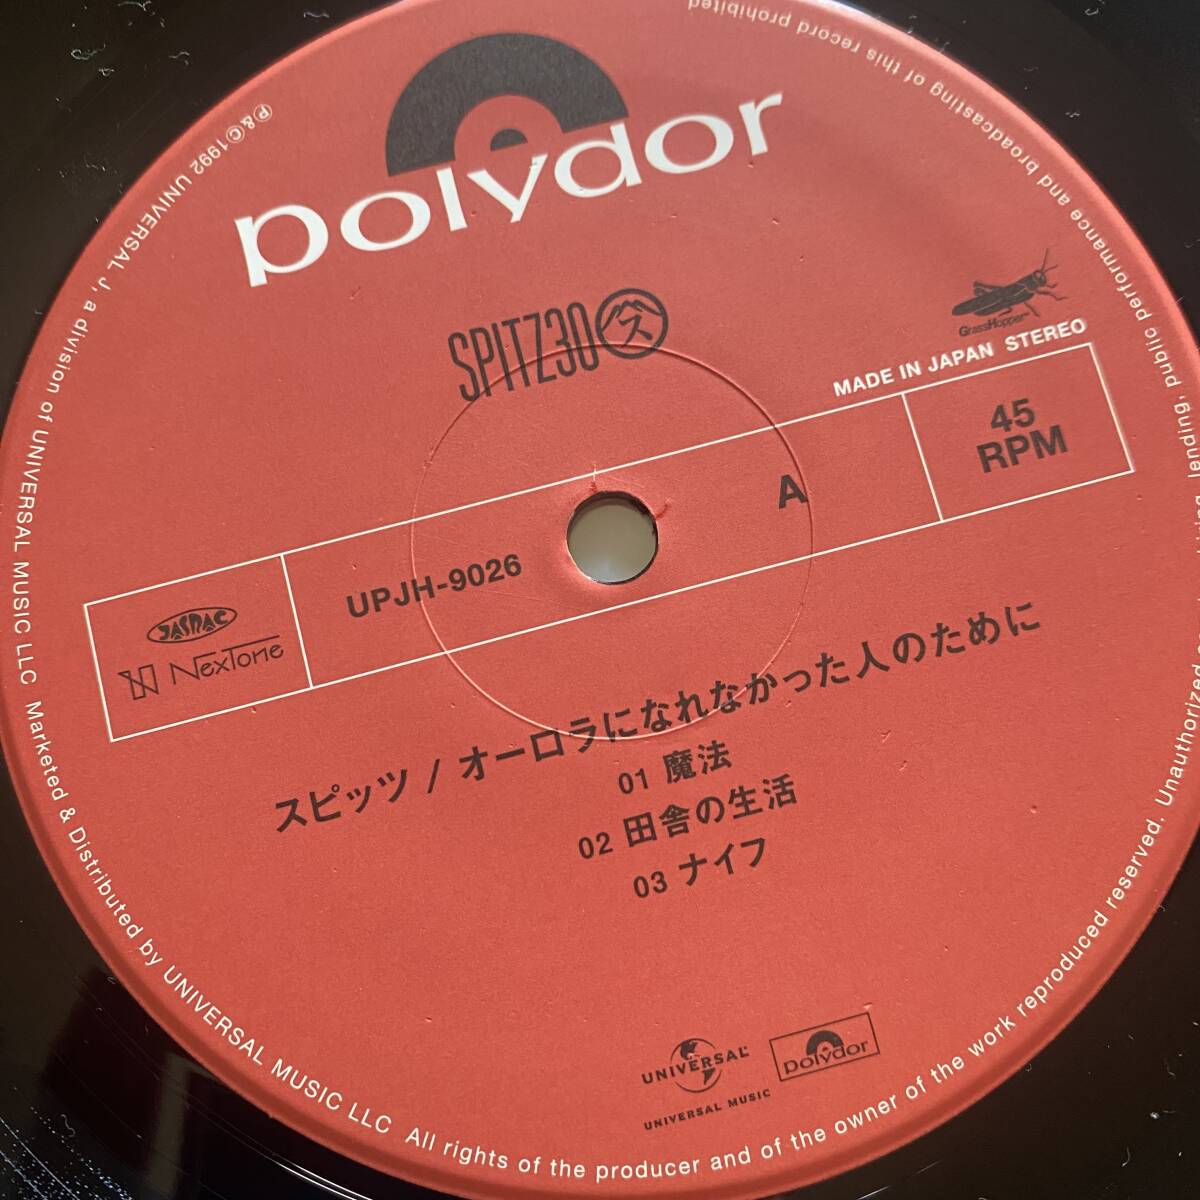 polydor
SPITZ30 ス
GrassHopper
MADE IN JAPAN STEREO
45
RPM
A
UPJH-9026
JASRAC
NexTone
スピッツ / オーロラになれなかった人のために
01 魔法
02 田舎の生活
03 ナイフ
UNIVERSAL
UNIVERSAL MUSIC
polydor
P&©1992 UNIVERSAL J, a division of UNIVERSAL MUSIC LLC Marketed & Distributed by UNIVERSAL MUSIC LLC All rights of the producer and of the owner of the work reproduced reserved. Unauthorized lending, public performance and broadcasting of this record prohibited